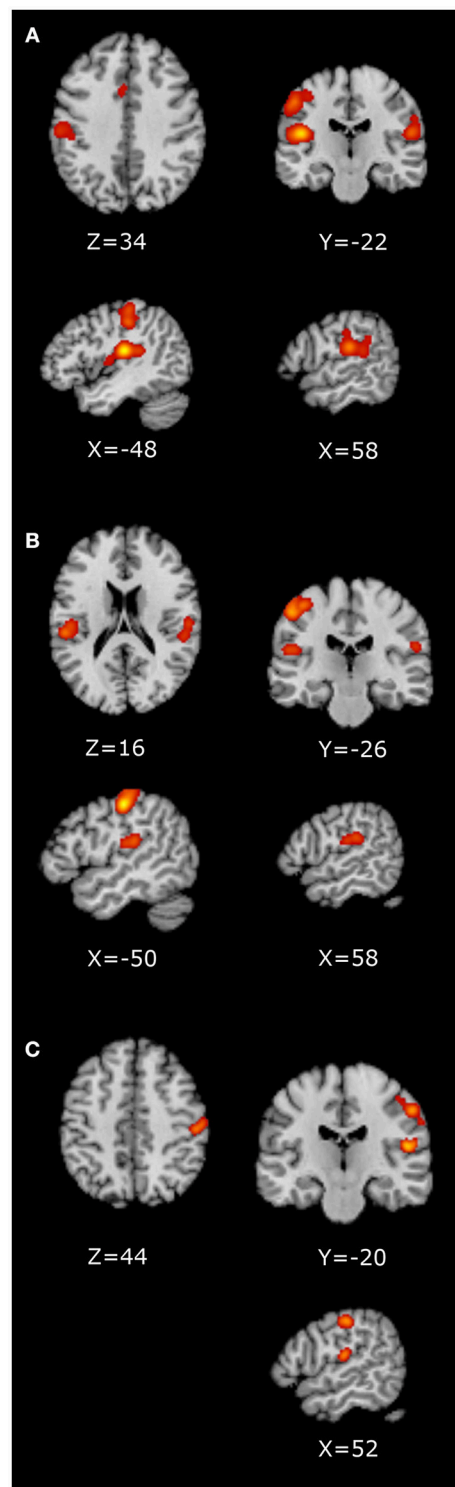 A
Z=34 Y=-22
X=-48 X=58
B
Z=16 Y=-26
X=-50 X=58
C
Z=44 Y=-20
X=52